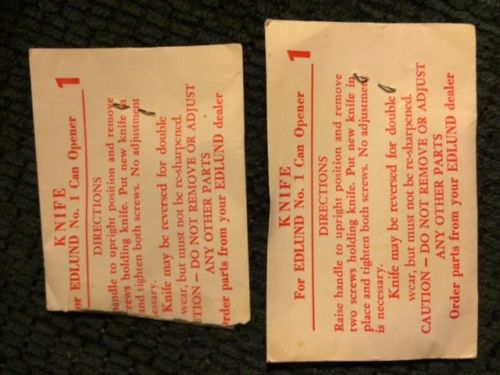 KNIFE
or EDLUND No. 1 Can Opener
1
DIRECTIONS
handle to upright position and remove
rews holding knife. Put new knife in
and tighten both screws. No adjustment
essary.
Knife may be reversed for double
wear, but must not be re-sharpened.
TION — DO NOT REMOVE OR ADJUST
ANY OTHER PARTS
Order parts from your EDLUND dealer
KNIFE
For EDLUND No. 1 Can Opener
1
DIRECTIONS
Raise handle to upright position and remove
two screws holding knife. Put new knife in
place and tighten both screws. No adjustment
is necessary.
Knife may be reversed for double
wear, but must not be re-sharpened.
CAUTION — DO NOT REMOVE OR ADJUST
ANY OTHER PARTS
Order parts from your EDLUND dealer